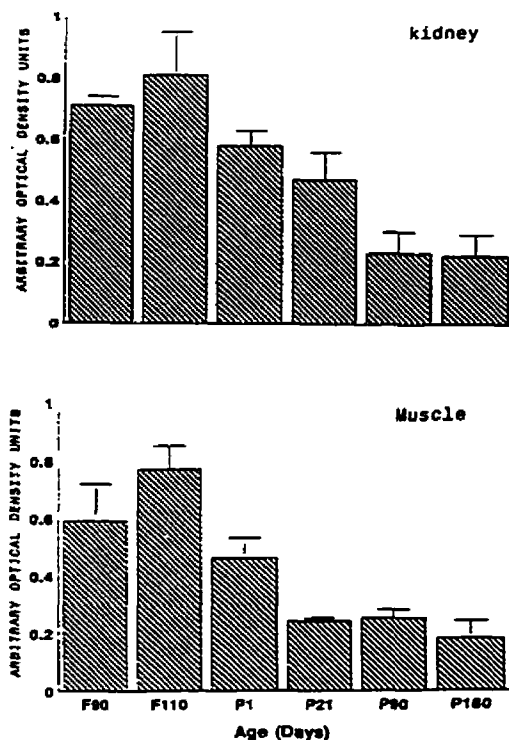 kidney
ARBITRARY OPTICAL DENSITY UNITS
1
0.8
0.6
0.4
0.2
0
Muscle
ARBITRARY OPTICAL DENSITY UNITS
1
0.8
0.6
0.4
0.2
0
F90 F110 P1 P21 P90 P180
Age (Days)